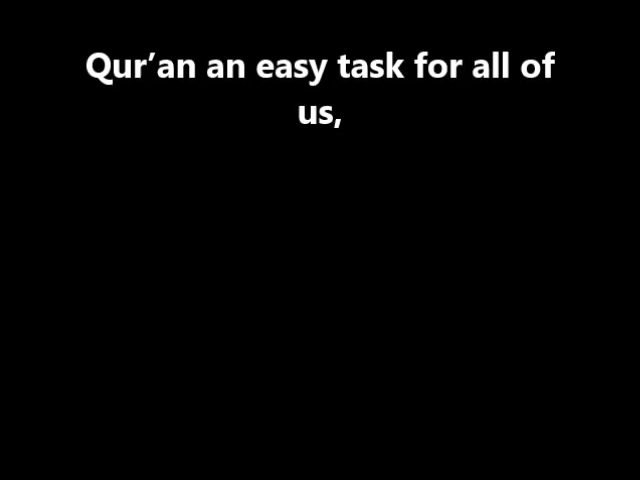 Qur’an an easy task for all of
us,